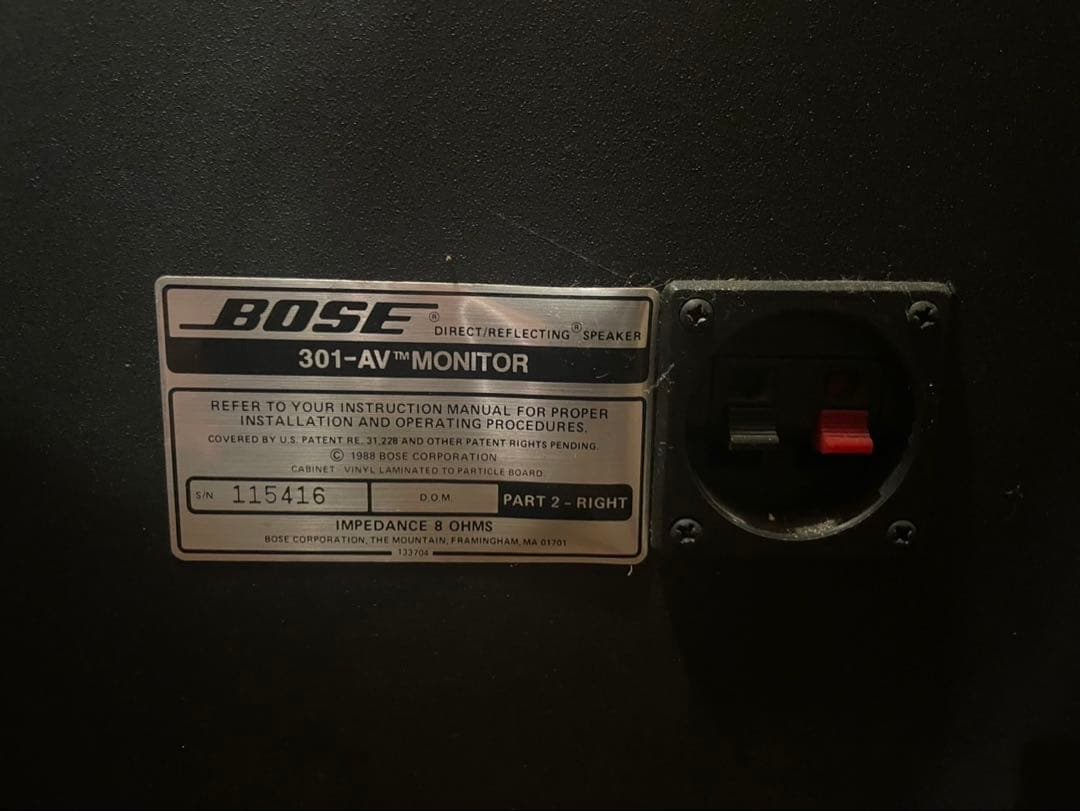 BOSE ® DIRECT/REFLECTING® SPEAKER
301-AV™ MONITOR
REFER TO YOUR INSTRUCTION MANUAL FOR PROPER
INSTALLATION AND OPERATING PROCEDURES.
COVERED BY U.S. PATENT RE. 31,228 AND OTHER PATENT RIGHTS PENDING.
© 1988 BOSE CORPORATION
CABINET VINYL LAMINATED TO PARTICLE BOARD
S/N 115416 D.O.M. PART 2 - RIGHT
IMPEDANCE 8 OHMS
BOSE CORPORATION, THE MOUNTAIN, FRAMINGHAM, MA 01701
133704